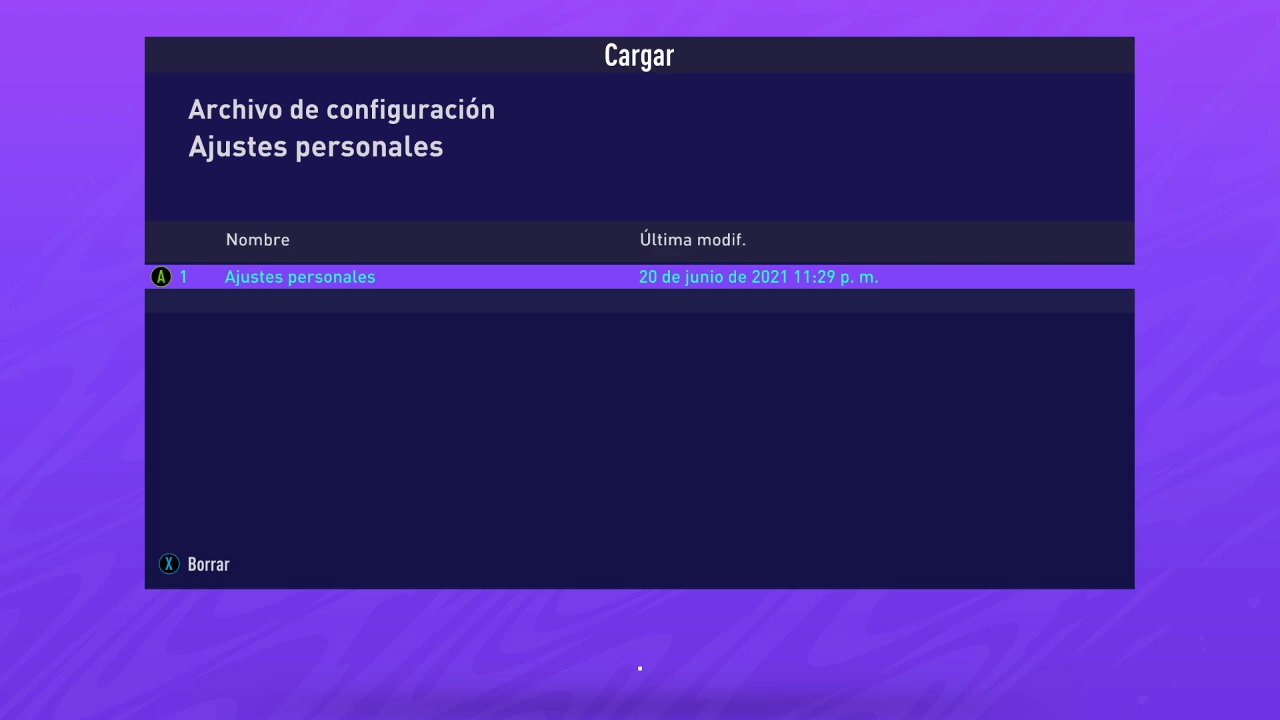 Cargar
Archivo de configuración
Ajustes personales
Nombre Última modif.
A 1 Ajustes personales 20 de junio de 2021 11:29 p. m.
X Borrar